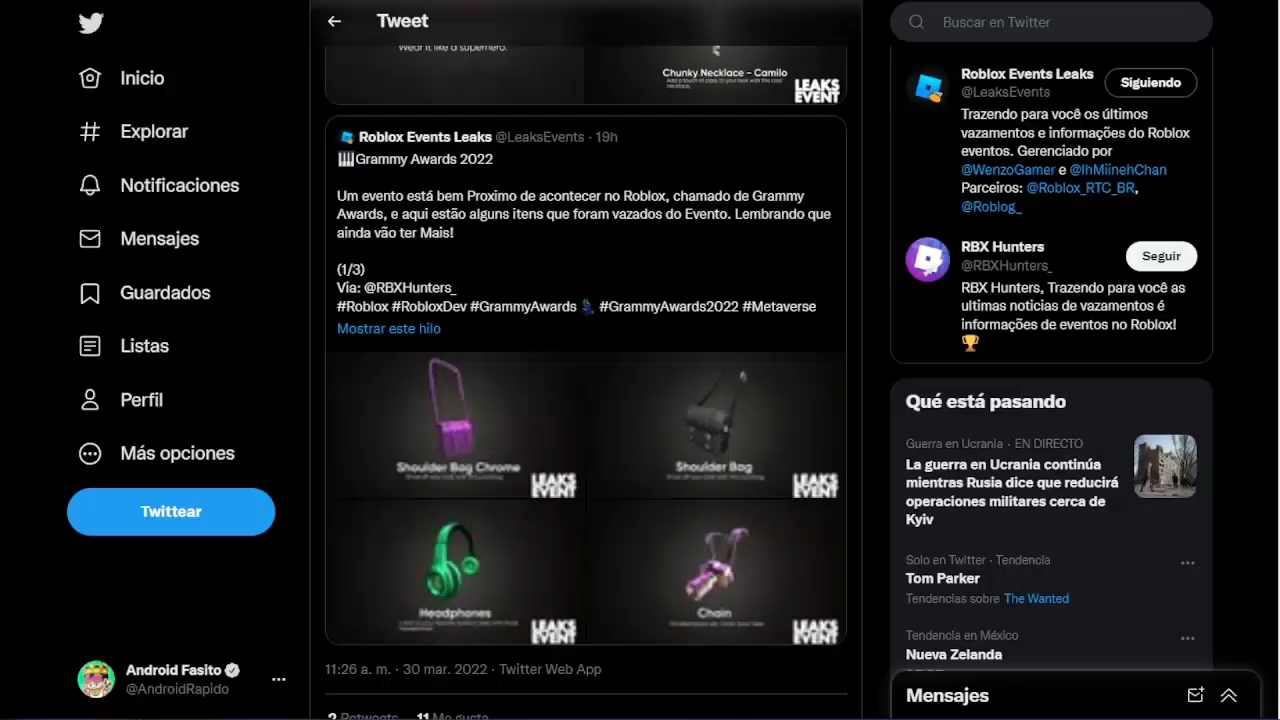 Inicio
Explorar
Notificaciones
Mensajes
Guardados
Listas
Perfil
Más opciones
Twittear
Android Fasito
@AndroidRapido
Tweet
Wear it like a superhero.
Chunky Necklace - Camilo
LEAKS
EVENT
Roblox Events Leaks @LeaksEvents · 19h
Grammy Awards 2022
Um evento está bem Proximo de acontecer no Roblox, chamado de Grammy
Awards, e aqui estão alguns itens que foram vazados do Evento. Lembrando que
ainda vão ter Mais!
(1/3)
Via: @RBXHunters_
#Roblox #RobloxDev #GrammyAwards #GrammyAwards2022 #Metaverse
Mostrar este hilo
Shoulder Bag Chrome
LEAKS
EVENT
Shoulder Bag
LEAKS
EVENT
Headphones
LEAKS
EVENT
Chain
LEAKS
EVENT
11:26 a. m. · 30 mar. 2022 · Twitter Web App
2 Retweets 11 Me gusta
Buscar en Twitter
Roblox Events Leaks
@LeaksEvents
Siguiendo
Trazendo para você os últimos
vazamentos e informações do Roblox
eventos. Gerenciado por
@WenzoGamer e @IhMiinehChan
Parceiros: @Roblox_RTC_BR,
@Roblog_
RBX Hunters
@RBXHunters_
Seguir
RBX Hunters, Trazendo para você as
ultimas noticias de vazamentos é
informações de eventos no Roblox!
Qué está pasando
Guerra en Ucrania · EN DIRECTO
La guerra en Ucrania continúa
mientras Rusia dice que reducirá
operaciones militares cerca de
Kyiv
Solo en Twitter · Tendencia
Tom Parker
Tendencias sobre The Wanted
Tendencia en México
Nueva Zelanda
Mensajes